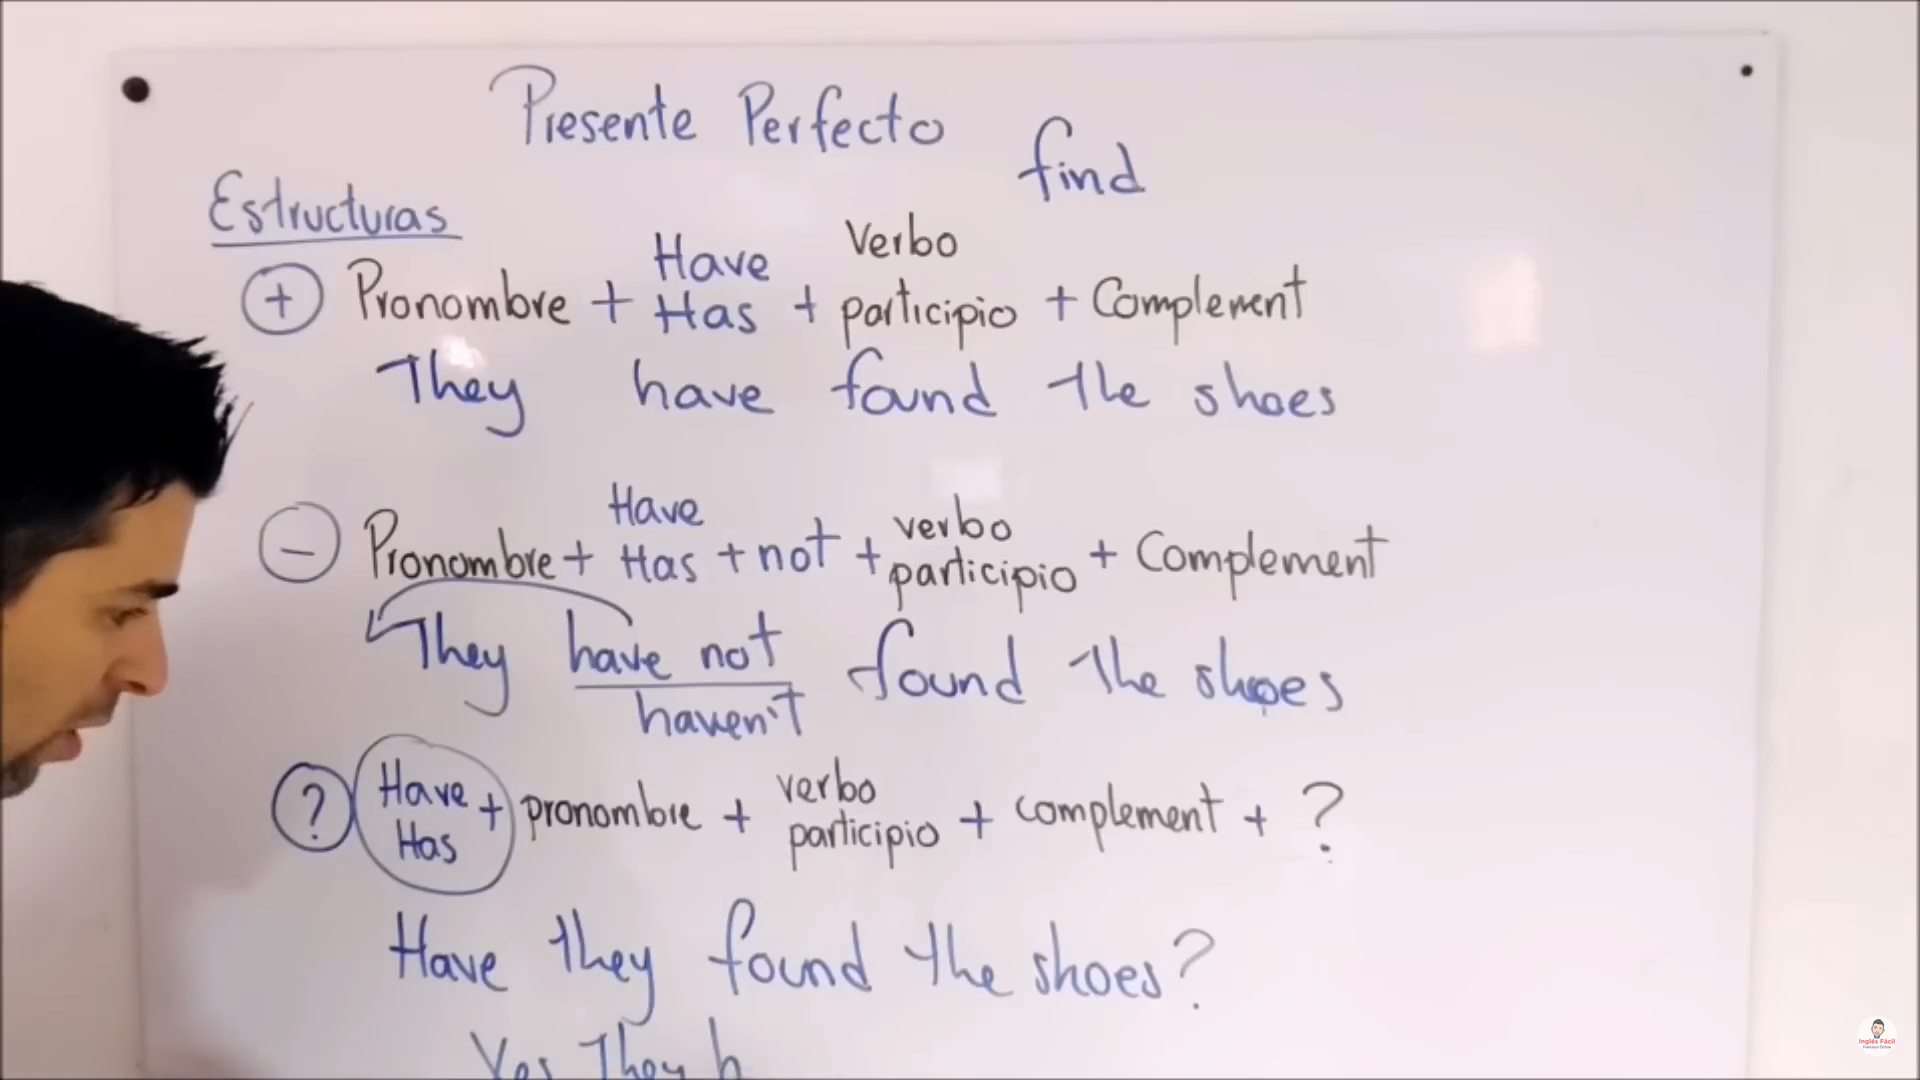 Presente Perfecto
find
Estructuras
Have Verbo
+ Pronombre + Has + participio + Complement
They have found the shoes
Have verbo
- Pronombre + Has + not + participio + Complement
They have not found the shoes
haven't
? Have + pronombre + verbo + complement + ?
Has participio
Have they found the shoes?
Yes They h
Inglés Fácil